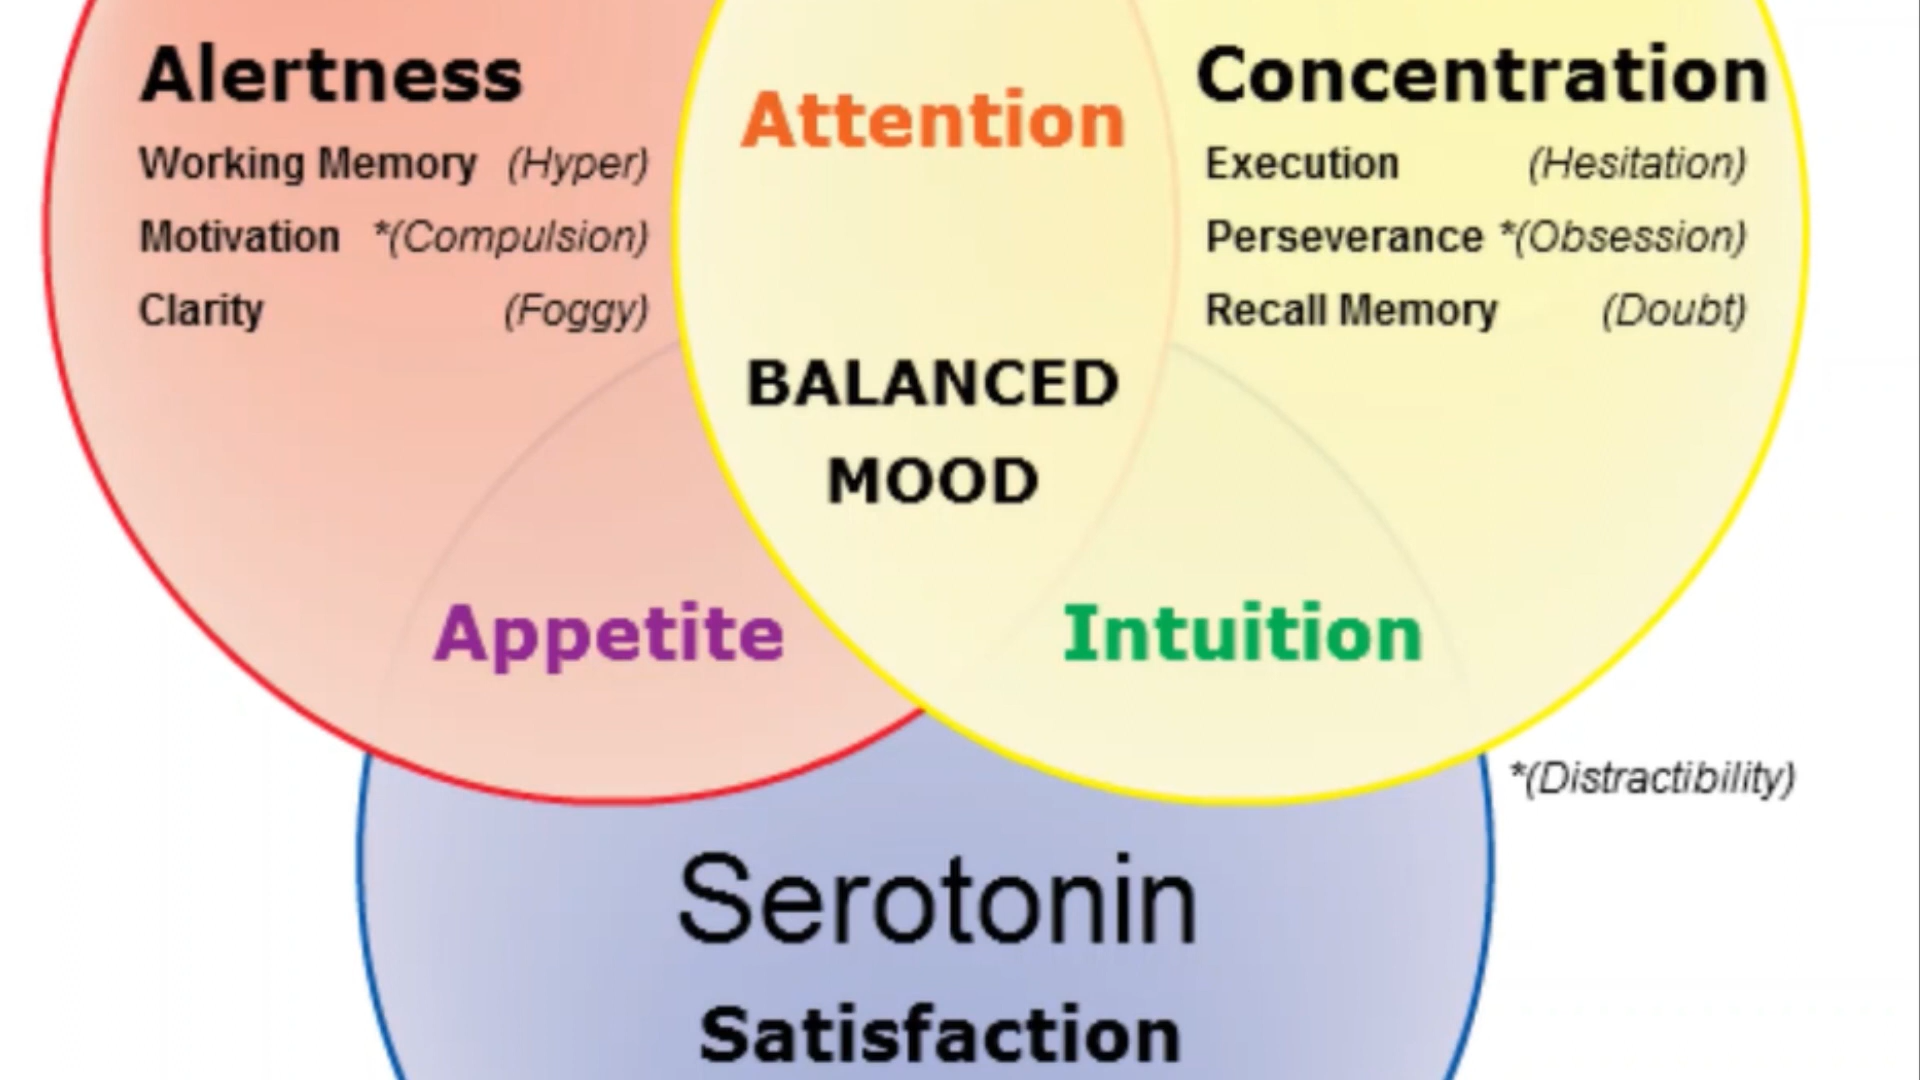 Alertness
Working Memory (Hyper)
Motivation *(Compulsion)
Clarity (Foggy)
Attention
Concentration
Execution (Hesitation)
Perseverance *(Obsession)
Recall Memory (Doubt)
BALANCED
MOOD
Appetite
Intuition
*(Distractibility)
Serotonin
Satisfaction